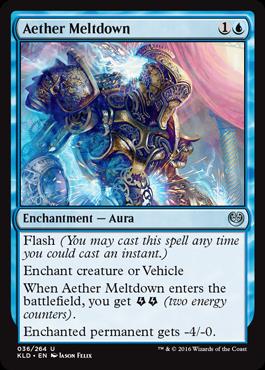 Aether Meltdown 1
Enchantment — Aura
Flash (You may cast this spell any time
you could cast an instant.)
Enchant creature or Vehicle
When Aether Meltdown enters the
battlefield, you get (two energy
counters).
Enchanted permanent gets -4/-0.
036/264 U
KLD • EN Jason Felix
™ & © 2016 Wizards of the Coast